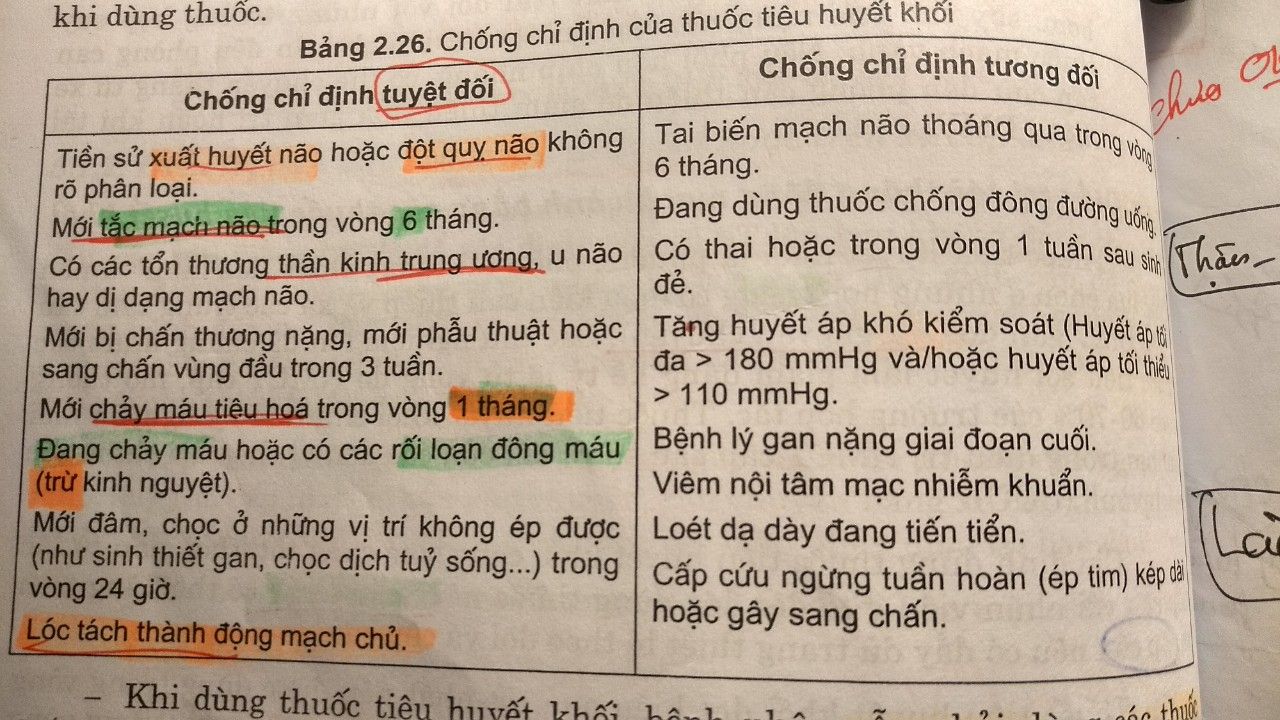 khi dùng thuốc.
Bảng 2.26. Chống chỉ định của thuốc tiêu huyết khối
Chống chỉ định tuyệt đối
Tiền sử xuất huyết não hoặc đột quỵ não không
rõ phân loại.
Mới tắc mạch não trong vòng 6 tháng.
Có các tổn thương thần kinh trung ương, u não
hay dị dạng mạch não.
Mới bị chấn thương nặng, mới phẫu thuật hoặc
sang chấn vùng đầu trong 3 tuần.
Mới chảy máu tiêu hoá trong vòng 1 tháng.
Đang chảy máu hoặc có các rối loạn đông máu
(trừ kinh nguyệt).
Mới đâm, chọc ở những vị trí không ép được
(như sinh thiết gan, chọc dịch tuỷ sống...) trong
vòng 24 giờ.
Lóc tách thành động mạch chủ.
Chống chỉ định tương đối
Tai biến mạch não thoáng qua trong vòng
6 tháng.
Đang dùng thuốc chống đông đường uống.
Có thai hoặc trong vòng 1 tuần sau sinh
đẻ.
Tăng huyết áp khó kiểm soát (Huyết áp tối
đa > 180 mmHg và/hoặc huyết áp tối thiểu
> 110 mmHg.
Bệnh lý gan nặng giai đoạn cuối.
Viêm nội tâm mạc nhiễm khuẩn.
Loét dạ dày đang tiến tiển.
Cấp cứu ngừng tuần hoàn (ép tim) kép dài
hoặc gây sang chấn.
– Khi dùng thuốc tiêu huyết khối, bệnh